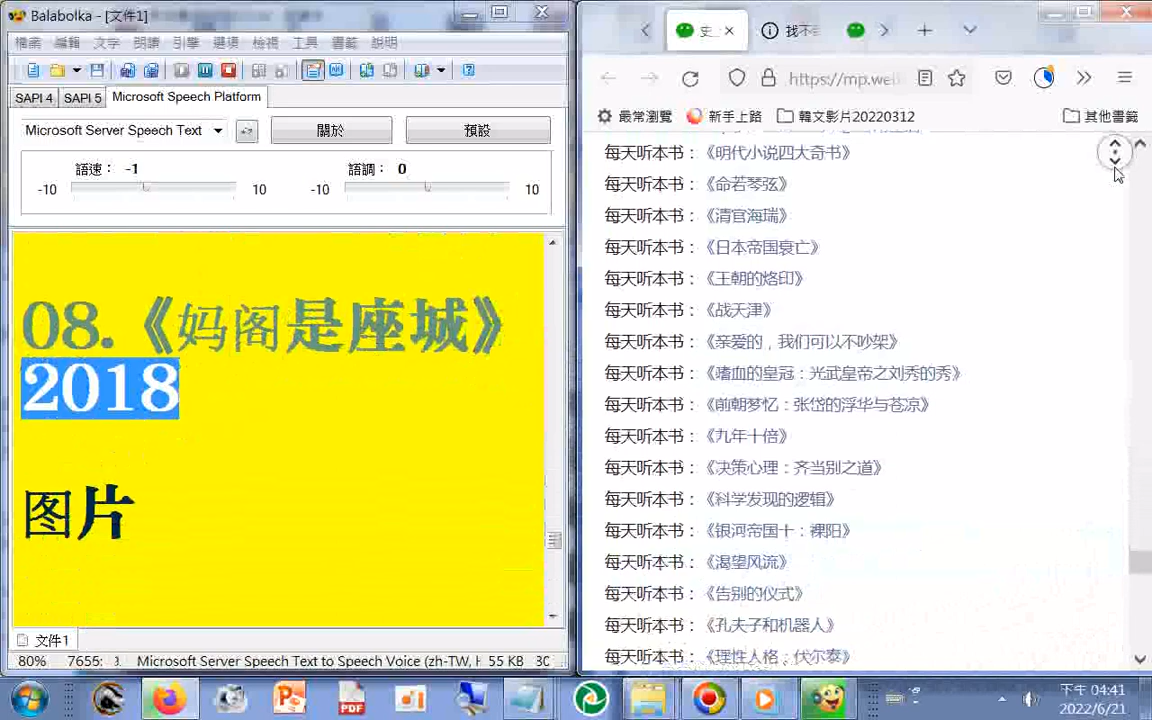 Balabolka - [文件1]
檔案 編輯 文字 朗讀 引擎 選項 檢視 工具 書籤 說明
SAPI 4 SAPI 5 Microsoft Speech Platform
Microsoft Server Speech Text 關於 預設
語速： -1 語調： 0
-10 10 -10 10
08.《妈阁是座城》
2018
图片
文件1
80% 7655: Microsoft Server Speech Text to Speech Voice (zh-TW, H 55 KB
找不
https://mp.wei
最常瀏覽 新手上路 韓文影片20220312 其他書籤
每天听本书：《明代小说四大奇书》
每天听本书：《命若琴弦》
每天听本书：《清官海瑞》
每天听本书：《日本帝国衰亡》
每天听本书：《王朝的烙印》
每天听本书：《战天津》
每天听本书：《亲爱的，我们可以不吵架》
每天听本书：《嗜血的皇冠：光武皇帝之刘秀的秀》
每天听本书：《前朝梦忆：张岱的浮华与苍凉》
每天听本书：《九年十倍》
每天听本书：《决策心理：齐当别之道》
每天听本书：《科学发现的逻辑》
每天听本书：《银河帝国十：裸阳》
每天听本书：《渴望风流》
每天听本书：《告别的仪式》
每天听本书：《孔夫子和机器人》
每天听本书：《理性人格：伏尔泰》
PDF
下午 04:41
2022/6/21